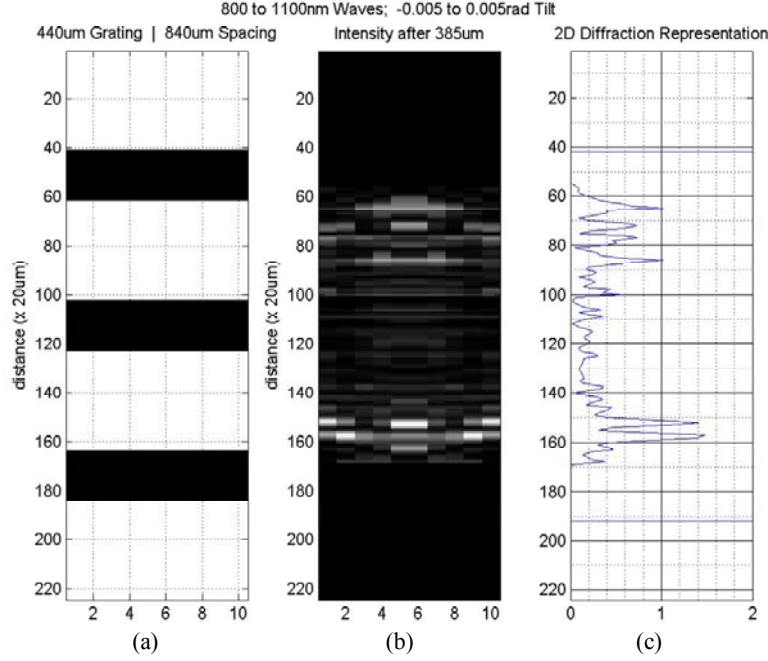 800 to 1100nm Waves; -0.005 to 0.005rad Tilt
440um Grating | 840um Spacing
Intensity after 385um
2D Diffraction Representation
distance (x 20um)
20
40
60
80
100
120
140
160
180
200
220
2 4 6 8 10
(a)
distance (x 20um)
20
40
60
80
100
120
140
160
180
200
220
2 4 6 8 10
(b)
20
40
60
80
100
120
140
160
180
200
220
0 1 2
(c)